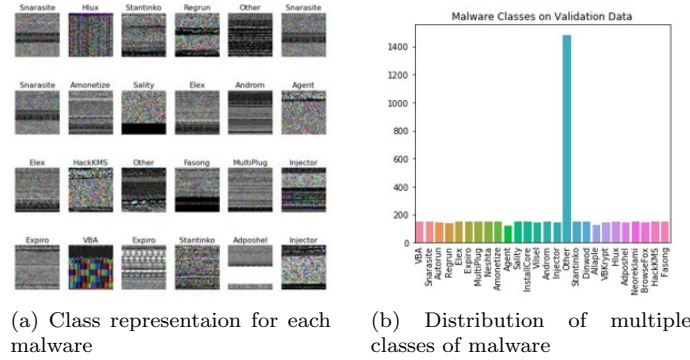 Snarasite Hlux Stantinko Regrun Other Snarasite
Snarasite Amonetize Sality Elex Androm Agent
Elex HackKMS Other Fasong MultiPlug Injector
Expiro VBA Expiro Stantinko Adposhel Injector
(a) Class representaion for each
malware
Malware Classes on Validation Data
1400
1200
1000
800
600
400
200
0
VBA
Snarasite
Autorun
Regrun
Elex
Expiro
MultiPlug
Neshta
Amonetize
Agent
Sality
InstallCore
Vilsel
Androm
Injector
Other
Stantinko
Dinwod
Allaple
VBKrypt
Hlux
Adposhel
Neoreklami
BrowseFox
HackKMS
Fasong
(b) Distribution of multiple
classes of malware